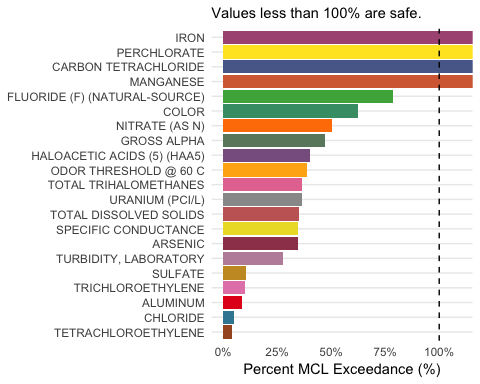 Values less than 100% are safe.
IRON
PERCHLORATE
CARBON TETRACHLORIDE
MANGANESE
FLUORIDE (F) (NATURAL-SOURCE)
COLOR
NITRATE (AS N)
GROSS ALPHA
HALOACETIC ACIDS (5) (HAA5)
ODOR THRESHOLD @ 60 C
TOTAL TRIHALOMETHANES
URANIUM (PCI/L)
TOTAL DISSOLVED SOLIDS
SPECIFIC CONDUCTANCE
ARSENIC
TURBIDITY, LABORATORY
SULFATE
TRICHLOROETHYLENE
ALUMINUM
CHLORIDE
TETRACHLOROETHYLENE
0% 25% 50% 75% 100%
Percent MCL Exceedance (%)